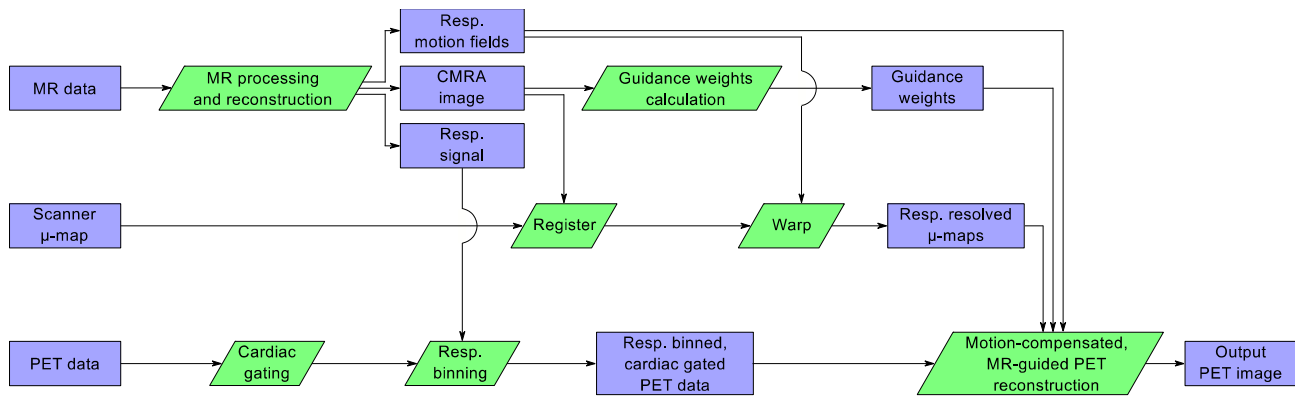 Resp.
motion fields
MR data
MR processing
and reconstruction
CMRA
image
Guidance weights
calculation
Guidance
weights
Resp.
signal
Scanner
μ-map
Register
Warp
Resp. resolved
μ-maps
PET data
Cardiac
gating
Resp.
binning
Resp. binned,
cardiac gated
PET data
Motion-compensated,
MR-guided PET
reconstruction
Output
PET image